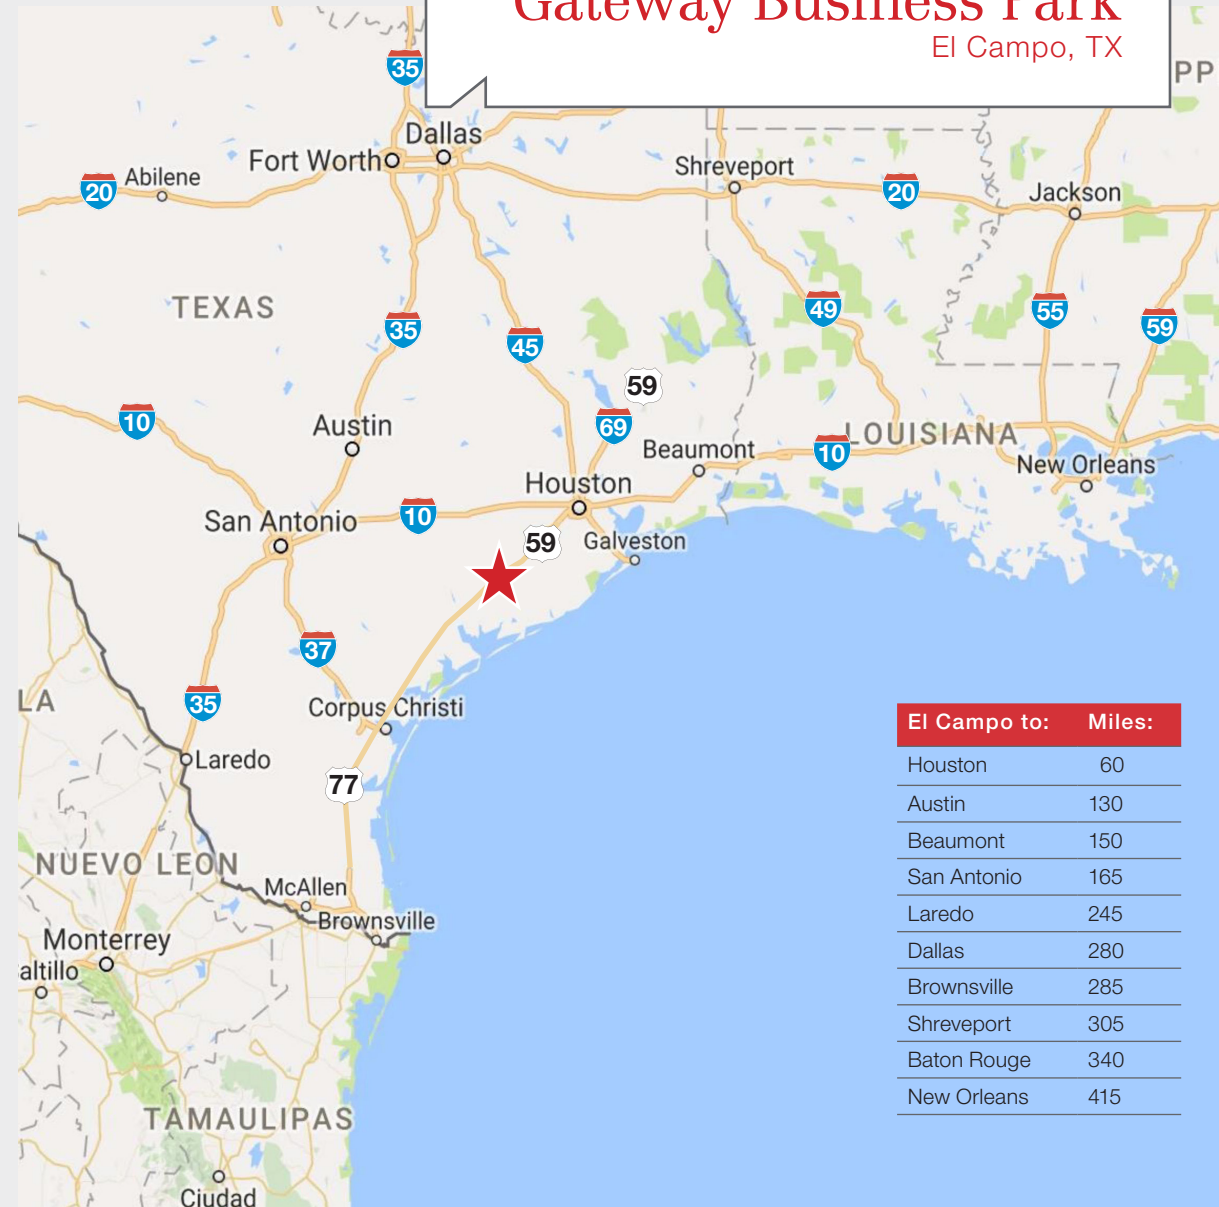 Gateway Business Park
El Campo, TX
PP
35
Dallas
Fort Worth
Shreveport
20
Abilene
20
Jackson
TEXAS
35
45
49
55
59
59
10
69
Austin
Beaumont
10
LOUISIANA
New Orleans
Houston
San Antonio
10
59
Galveston
37
LA
35
Corpus Christi
Laredo
77
NUEVO LEON
McAllen
Brownsville
Monterrey
altillo
TAMAULIPAS
Ciudad
El Campo to: Miles:
Houston 60
Austin 130
Beaumont 150
San Antonio 165
Laredo 245
Dallas 280
Brownsville 285
Shreveport 305
Baton Rouge 340
New Orleans 415